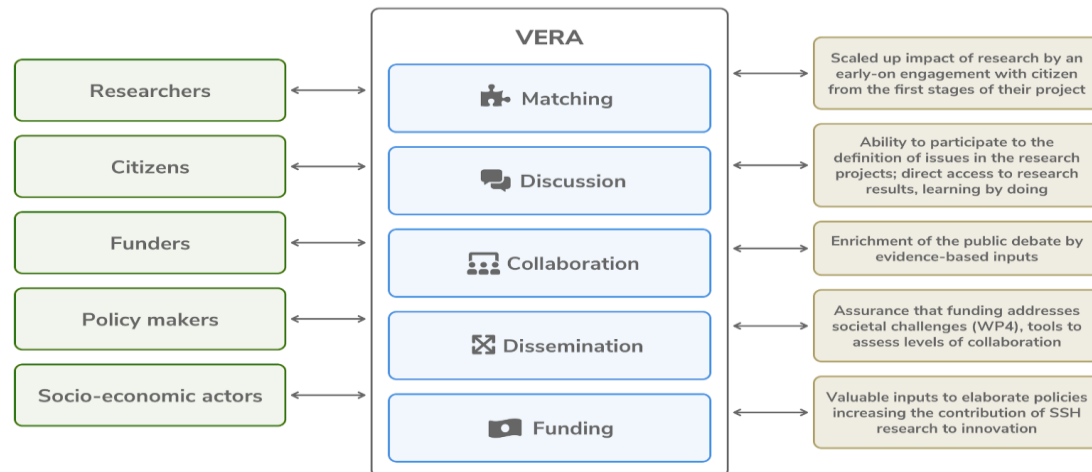 VERA
Researchers
Citizens
Funders
Policy makers
Socio-economic actors
Matching
Discussion
Collaboration
Dissemination
Funding
Scaled up impact of research by an
early-on engagement with citizen
from the first stages of their project
Ability to participate to the
definition of issues in the research
projects; direct access to research
results, learning by doing
Enrichment of the public debate by
evidence-based inputs
Assurance that funding addresses
societal challenges (WP4), tools to
assess levels of collaboration
Valuable inputs to elaborate policies
increasing the contribution of SSH
research to innovation